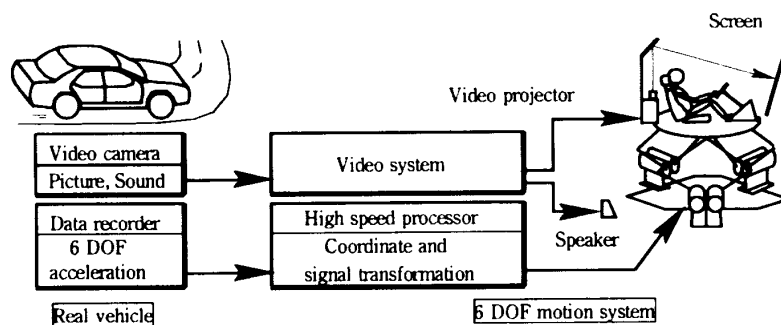 Screen
Video projector
Video camera
Picture, Sound
Video system
Data recorder
6 DOF
acceleration
High speed processor
Coordinate and
signal transformation
Speaker
Real vehicle
6 DOF motion system